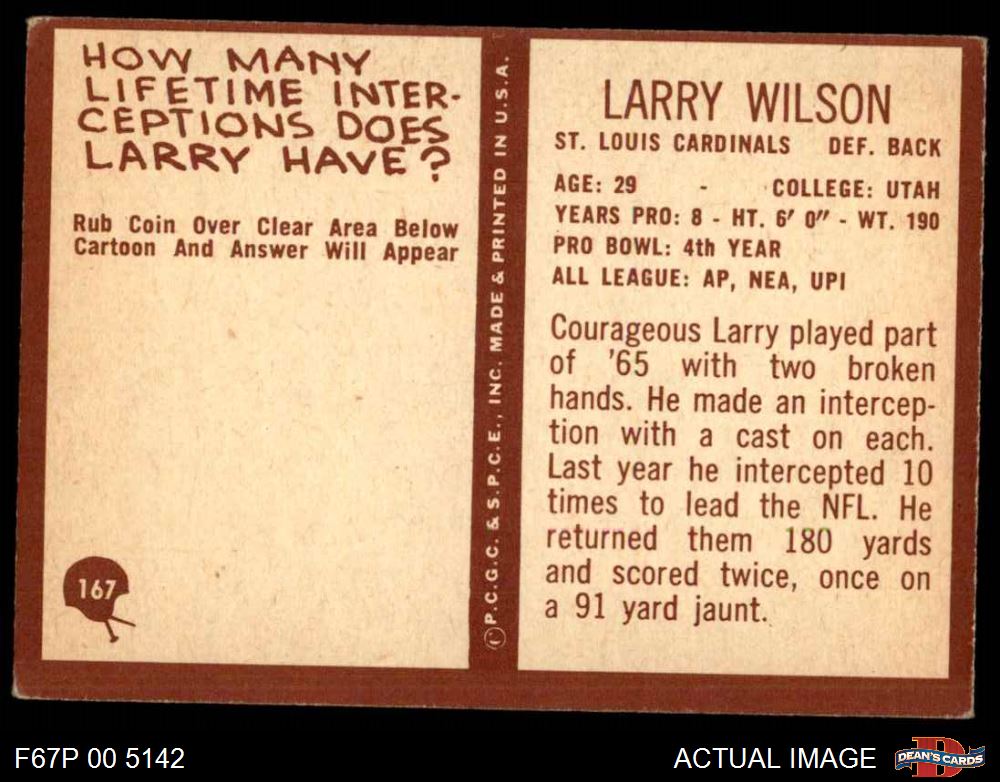 HOW MANY
LIFETIME INTER-
CEPTIONS DOES
LARRY HAVE?
Rub Coin Over Clear Area Below
Cartoon And Answer Will Appear
167
©P.C.G.C. & S.P.C.E., INC. MADE & PRINTED IN U.S.A.
LARRY WILSON
ST. LOUIS CARDINALS DEF. BACK
AGE: 29 - COLLEGE: UTAH
YEARS PRO: 8 - HT. 6' 0" - WT. 190
PRO BOWL: 4th YEAR
ALL LEAGUE: AP, NEA, UPI
Courageous Larry played part
of '65 with two broken
hands. He made an intercep-
tion with a cast on each.
Last year he intercepted 10
times to lead the NFL. He
returned them 180 yards
and scored twice, once on
a 91 yard jaunt.
F67P 00 5142
ACTUAL IMAGE
D
DEAN'S CARDS